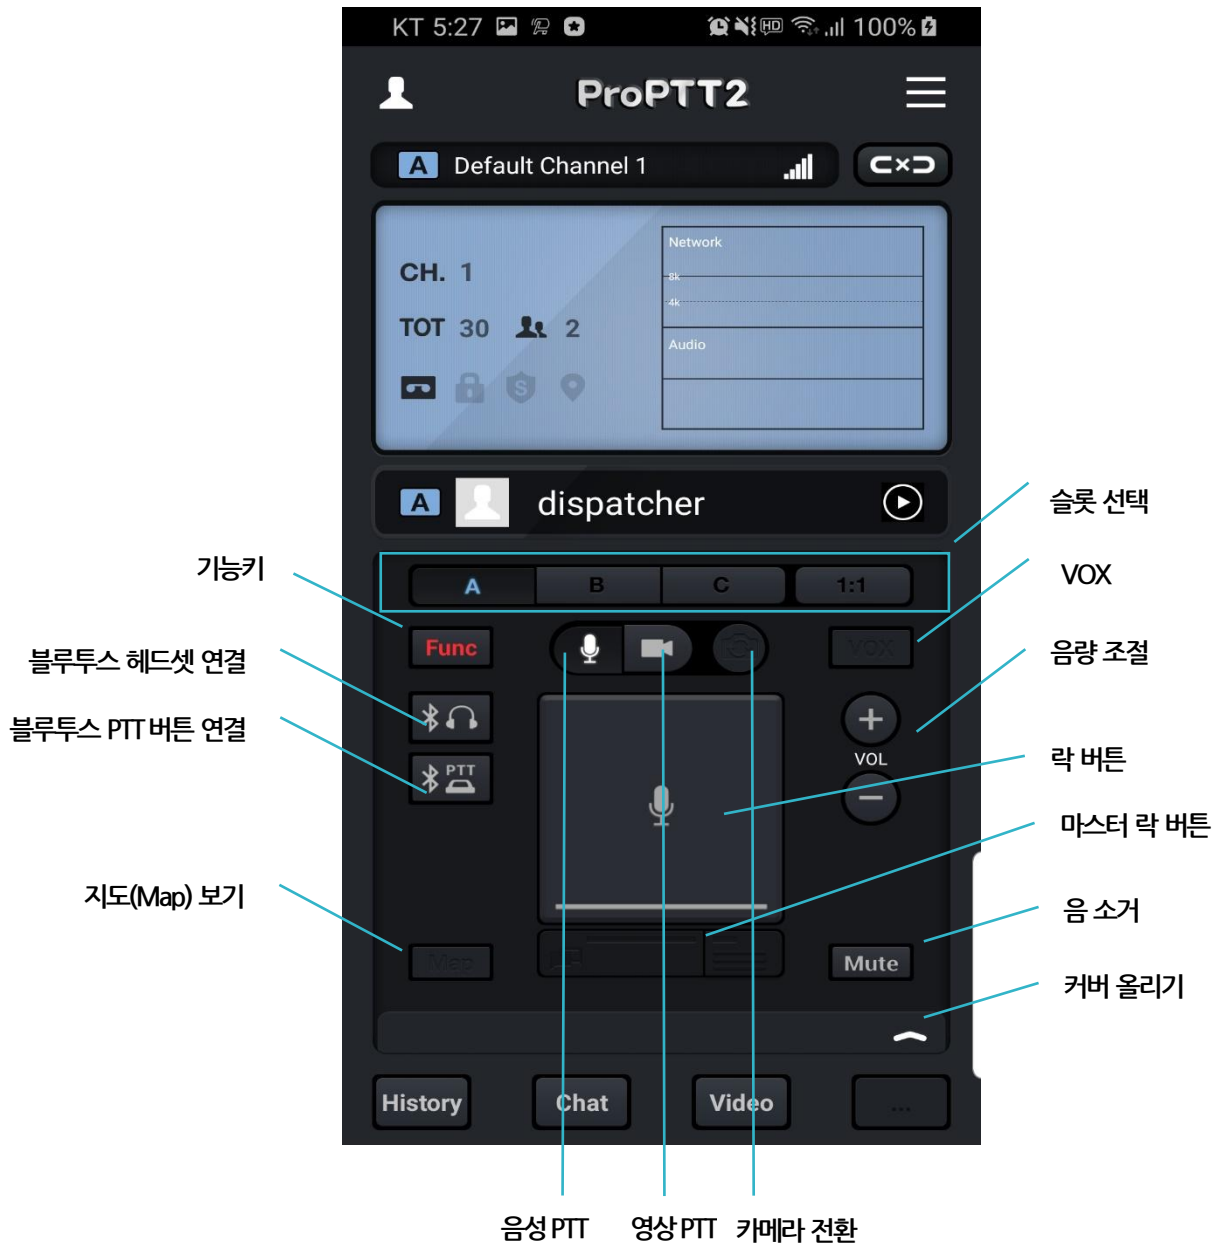 KT 5:27
HD
100%
ProPTT2
A Default Channel 1
CH. 1
TOT 30 2
S
Network
8k
4k
Audio
A dispatcher
슬롯 선택
기능키
A B C 1:1
VOX
Func
VOX
블루투스 헤드셋 연결
음량 조절
블루투스 PTT 버튼 연결
PTT
VOL
락 버튼
마스터 락 버튼
지도(Map) 보기
음 소거
Map
Mute
커버 올리기
History Chat Video ...
음성 PTT 영상 PTT 카메라 전환